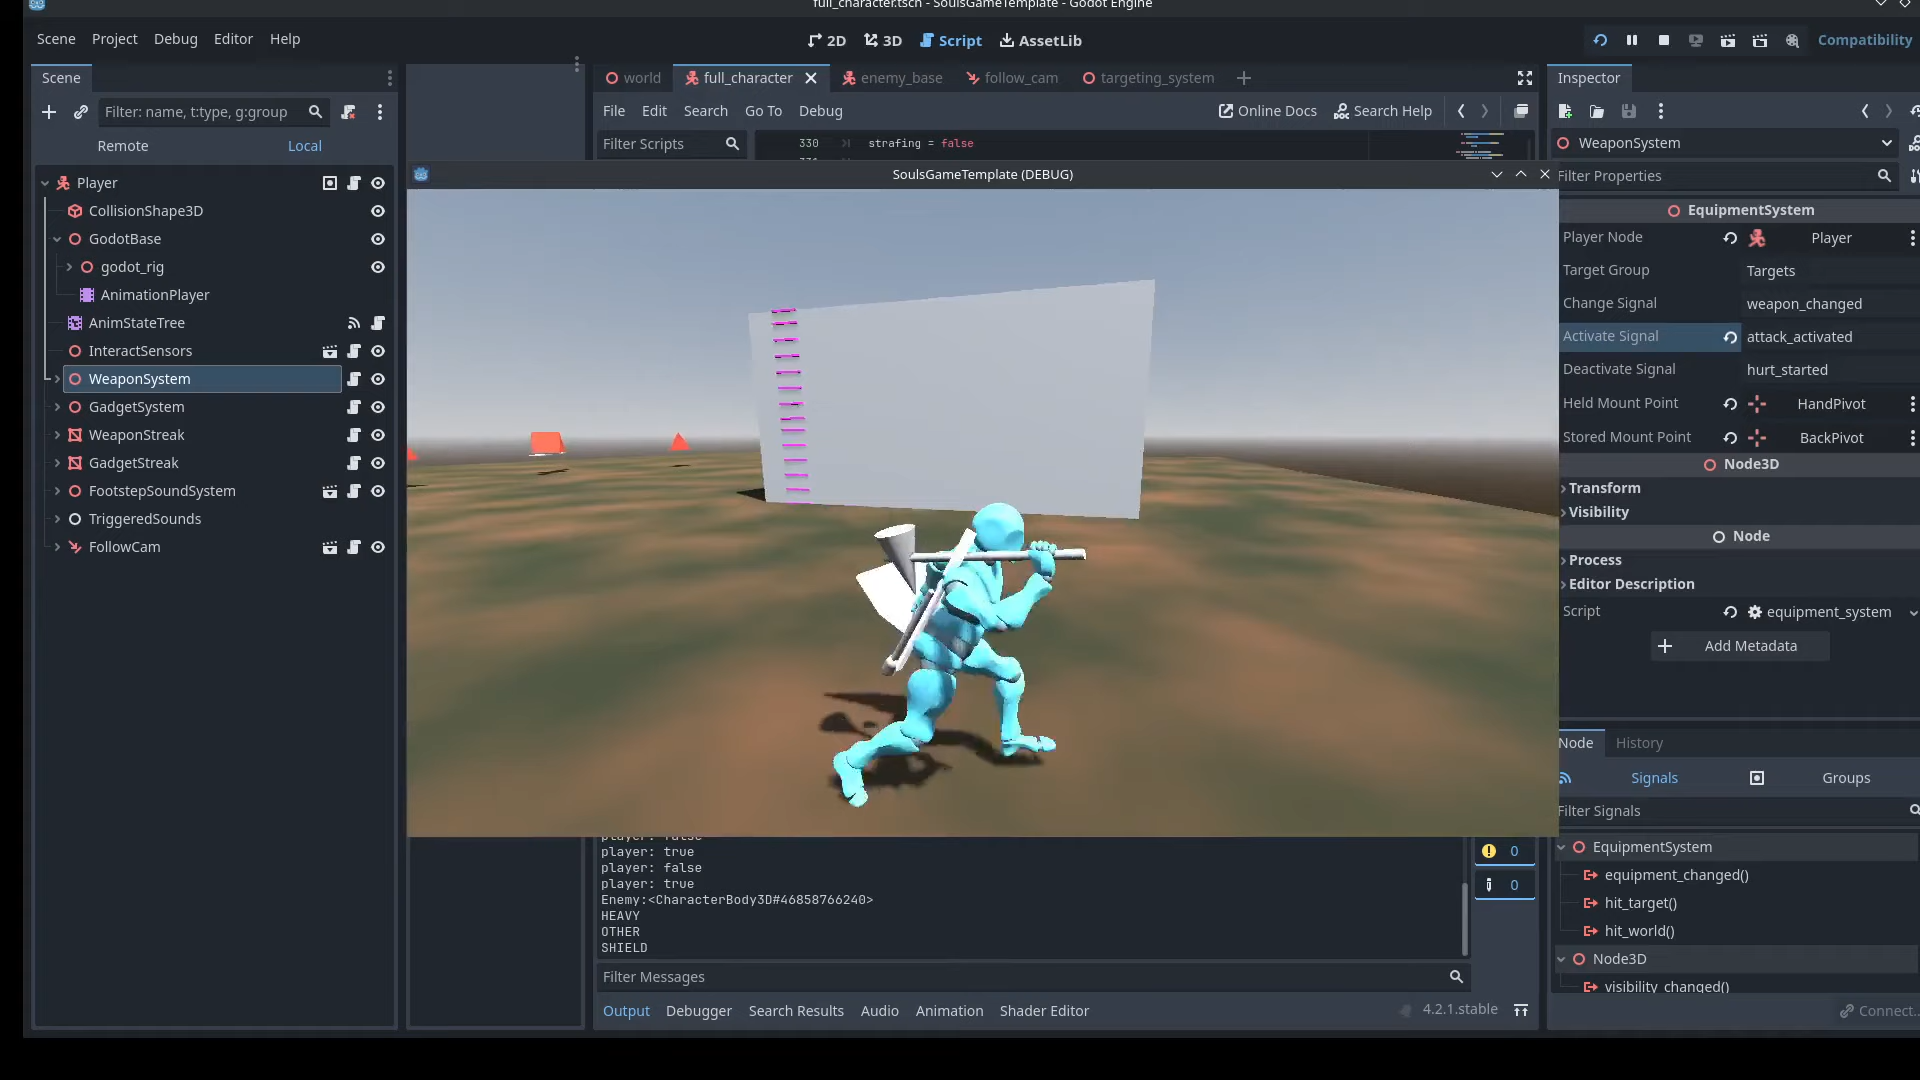 full_character.tscn - SoulsGameTemplate - Godot Engine
Scene Project Debug Editor Help
2D 3D Script AssetLib
Compatibility
Scene
Filter: name, t:type, g:group
Remote Local
Player
CollisionShape3D
GodotBase
godot_rig
AnimationPlayer
AnimStateTree
InteractSensors
WeaponSystem
GadgetSystem
WeaponStreak
GadgetStreak
FootstepSoundSystem
TriggeredSounds
FollowCam
world full_character enemy_base follow_cam targeting_system
File Edit Search Go To Debug
Online Docs Search Help
Filter Scripts
330 strafing = false
SoulsGameTemplate (DEBUG)
player: false
player: true
player: false
player: true
Enemy:<CharacterBody3D#46858766240>
HEAVY
OTHER
SHIELD
0
0
Filter Messages
Output Debugger Search Results Audio Animation Shader Editor
4.2.1.stable
Inspector
WeaponSystem
Filter Properties
EquipmentSystem
Player Node Player
Target Group Targets
Change Signal weapon_changed
Activate Signal attack_activated
Deactivate Signal hurt_started
Held Mount Point HandPivot
Stored Mount Point BackPivot
Node3D
Transform
Visibility
Node
Process
Editor Description
Script equipment_system
Add Metadata
Node History
Signals Groups
Filter Signals
EquipmentSystem
equipment_changed()
hit_target()
hit_world()
Node3D
visibility_changed()
Connect..